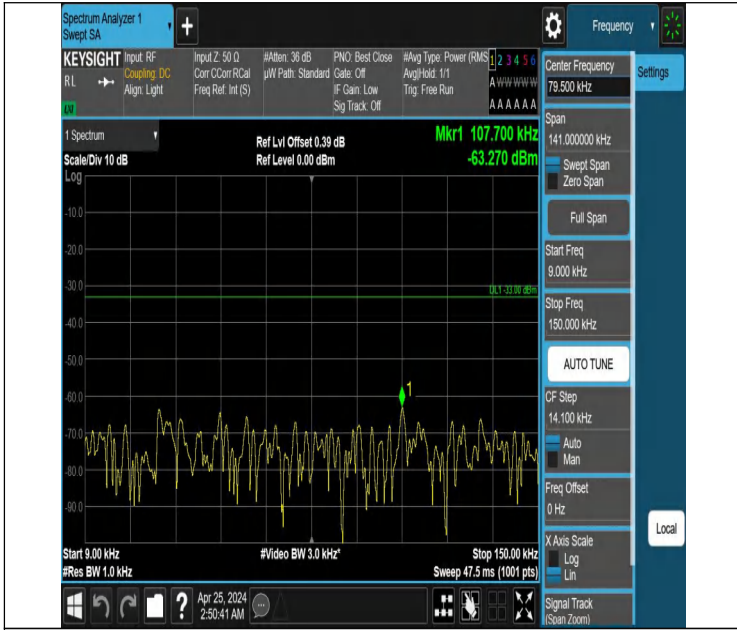 Spectrum Analyzer 1
Swept SA
+
Frequency
KEYSIGHT
RL
Input: RF
Coupling: DC
Align: Light
Input Z: 50 Ω
Corr CCorr RCal
Freq Ref: Int (S)
#Atten: 36 dB
µW Path: Standard
PNO: Best Close
Gate: Off
IF Gain: Low
Sig Track: Off
#Avg Type: Power (RMS
Avg|Hold: 1/1
Trig: Free Run
1 2 3 4 5 6
A W W W W W
A A A A A A
Center Frequency
79.500 kHz
Settings
Span
141.000000 kHz
Swept Span
Zero Span
Full Span
Start Freq
9.000 kHz
Stop Freq
150.000 kHz
AUTO TUNE
CF Step
14.100 kHz
Auto
Man
Freq Offset
0 Hz
X Axis Scale
Log
Lin
Signal Track
(Span Zoom)
Local
1 Spectrum
Scale/Div 10 dB
Log
Ref Lvl Offset 0.39 dB
Ref Level 0.00 dBm
Mkr1 107.700 kHz
-63.270 dBm
-10.0
-20.0
-30.0
DL1 -33.00 dBm
-40.0
-50.0
-60.0
1
-70.0
-80.0
-90.0
Start 9.00 kHz
#Video BW 3.0 kHz*
Stop 150.00 kHz
#Res BW 1.0 kHz
Sweep 47.5 ms (1001 pts)
?
Apr 25, 2024
2:50:41 AM